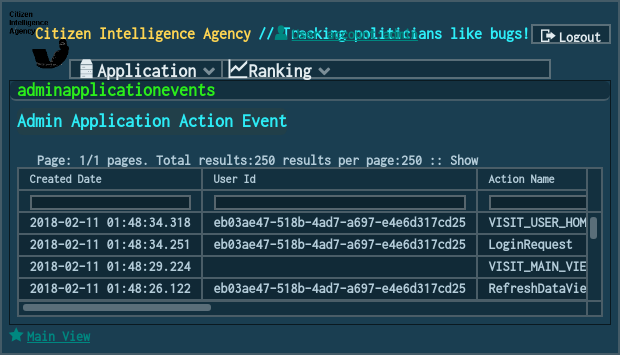 Citizen
Intelligence
Agency
Citizen Intelligence Agency // Tracking politicians like bugs!
Logout
Application Ranking
adminapplicationevents
Admin Application Action Event
Page: 1/1 pages. Total results:250 results per page:250 :: Show
Created Date User Id Action Name
2018-02-11 01:48:34.318 eb03ae47-518b-4ad7-a697-e4e6d317cd25 VISIT_USER_HOM
2018-02-11 01:48:34.251 eb03ae47-518b-4ad7-a697-e4e6d317cd25 LoginRequest
2018-02-11 01:48:29.224 VISIT_MAIN_VIE
2018-02-11 01:48:26.122 eb03ae47-518b-4ad7-a697-e4e6d317cd25 RefreshDataVie
Main View